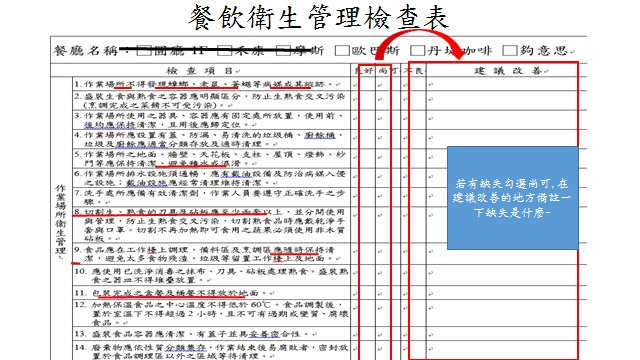 餐飲衛生管理檢查表
餐廳名稱：□圖廳 1F □禾康 □摩斯 □歐巴斯 □丹堤咖啡 □夠意思
檢查項目 良好 尚可 不良 建議改善
作業場所衛生管理
1. 作業場所不得發現蟑螂、老鼠、蒼蠅等病媒或其蹤跡。
2. 盛裝生食與熟食之容器應明顯區分，防止生熟食交叉污染
(烹調完成之菜餚不可受污染)。
3. 作業場所使用之器具、容器應有固定處所放置，使用前、
後均應保持清潔，且用後應歸定位。
4. 作業場所應設置有蓋、防漏、易清洗的垃圾桶、廚餘桶，
垃圾及廚餘應適當分類存放及適時清理。
5. 作業場所之地面、牆壁、天花板、支柱、屋頂、燈飾、紗
門等應保持清潔，避免積水或濕滑。
6. 作業場所排水設施須通暢，應有截油設備及防治病媒入侵
之設施；截油設施應經常清理維持清潔。
7. 洗手處所應備有效清潔劑，作業人員要遵守正確洗手之步
驟。
8. 切割生、熟食的刀具及砧板應至少兩套以上，並分開使用
與管理，防止生熟食交叉污染，切割熟食時應戴乾淨手
套與口罩。切割不再加熱即可食用之蔬果必須使用非木質
砧板。
9. 食品應在工作檯上調理，備料區及烹調區應隨時保持清
潔，避免太多食物殘渣、垃圾等留置工作檯上及地面。
10. 應使用已洗淨消毒之抹布、刀具、砧板處理熟食。盛裝熟
食之器皿不得堆疊放置。
11. 包裝完成之盒餐及桶餐不得放於地面。
12. 加熱保溫食品之中心溫度不得低於 60℃。食品調製後，
置於室溫下不得超過 2 小時，且不可有過期或變質、腐壞
食品。
13. 盛裝食品容器應清潔、有蓋子並具妥善密合性。
14. 廢棄物應依性質分類集存，作業結束後易腐敗者，密封放
置於食品調理區以外之區域等待清理。
若有缺失勾選尚可，在
建議改善的地方備註一
下缺失是什麼~